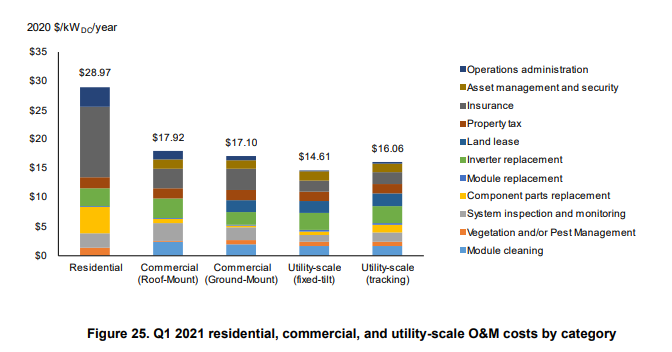 2020 $/kWDC/year
$35
$30
$25
$20
$15
$10
$5
$0
$28.97
$17.92
$17.10
$14.61
$16.06
Residential
Commercial
(Roof-Mount)
Commercial
(Ground-Mount)
Utility-scale
(fixed-tilt)
Utility-scale
(tracking)
Operations administration
Asset management and security
Insurance
Property tax
Land lease
Inverter replacement
Module replacement
Component parts replacement
System inspection and monitoring
Vegetation and/or Pest Management
Module cleaning
Figure 25. Q1 2021 residential, commercial, and utility-scale O&M costs by category